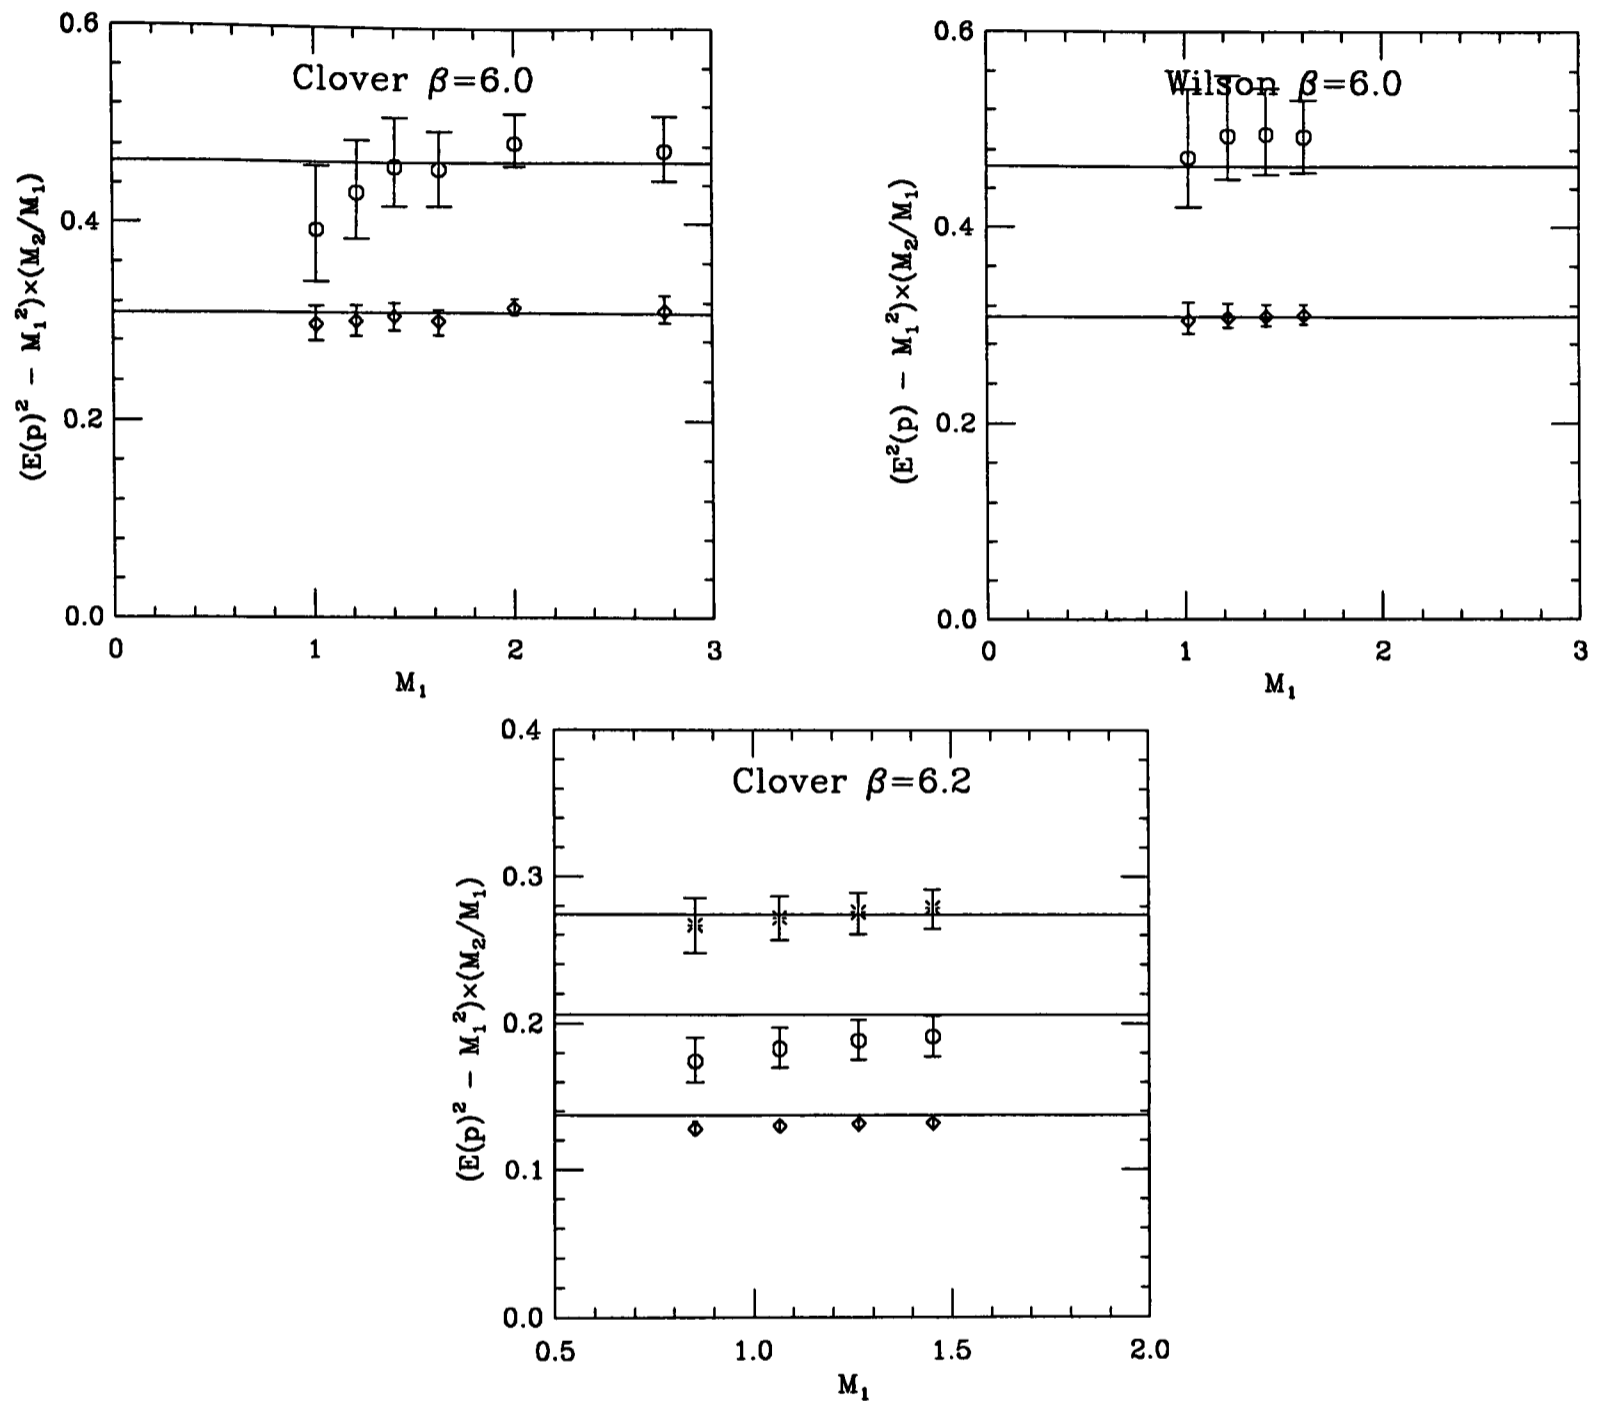 Clover β=6.0
0.6
0.4
0.2
0.0
(E(p)² − M₁²)×(M₂/M₁)
0 1 2 3
M₁
Wilson β=6.0
0.6
0.4
0.2
0.0
(E²(p) − M₁²)×(M₂/M₁)
0 1 2 3
M₁
Clover β=6.2
0.4
0.3
0.2
0.1
0.0
(E(p)² − M₁²)×(M₂/M₁)
0.5 1.0 1.5 2.0
M₁